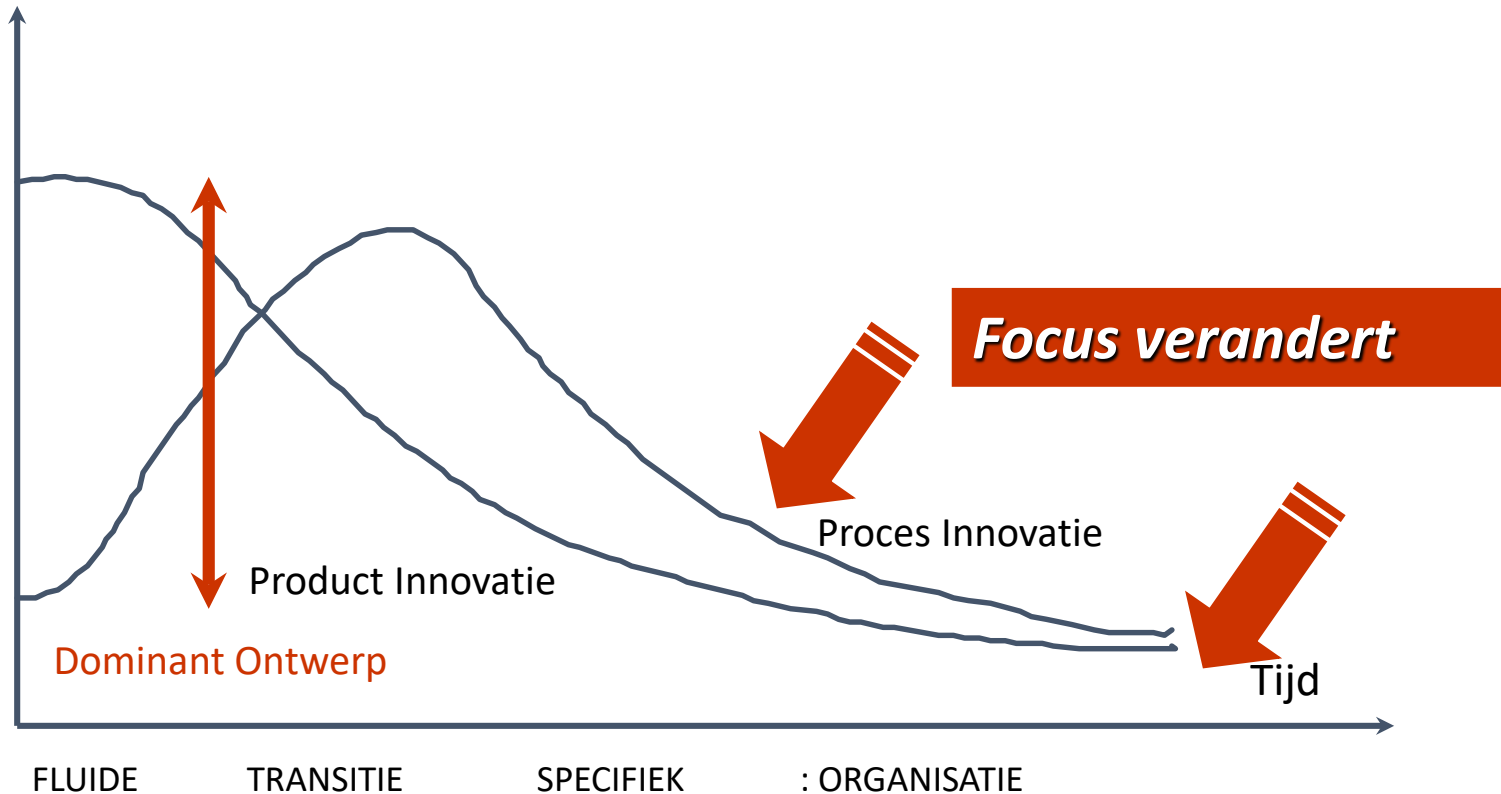 Focus verandert
Proces Innovatie
Product Innovatie
Dominant Ontwerp
Tijd
FLUIDE TRANSITIE SPECIFIEK : ORGANISATIE